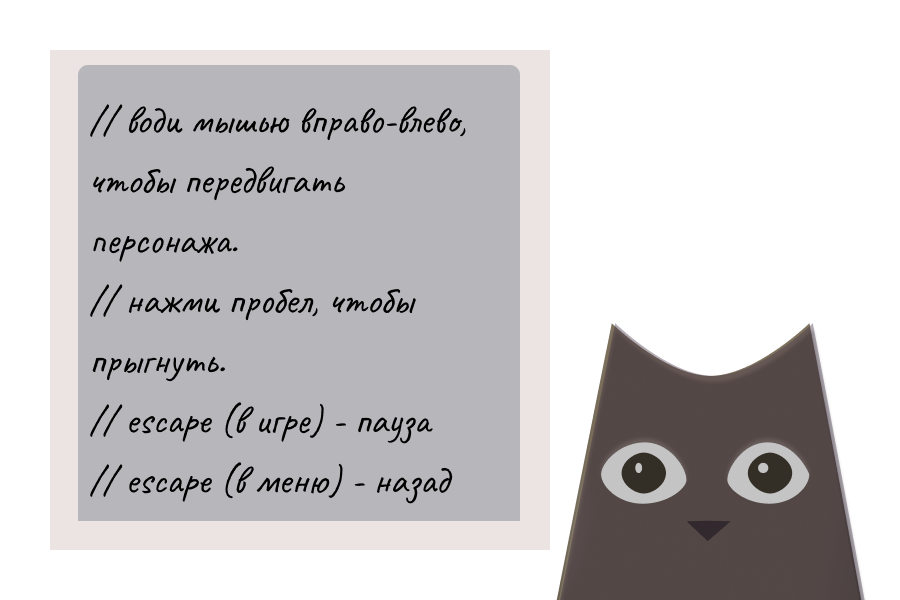 // води мышью вправо-влево,
чтобы передвигать
персонажа.
// нажми пробел, чтобы
прыгнуть.
// escape (в игре) - пауза
// escape (в меню) - назад